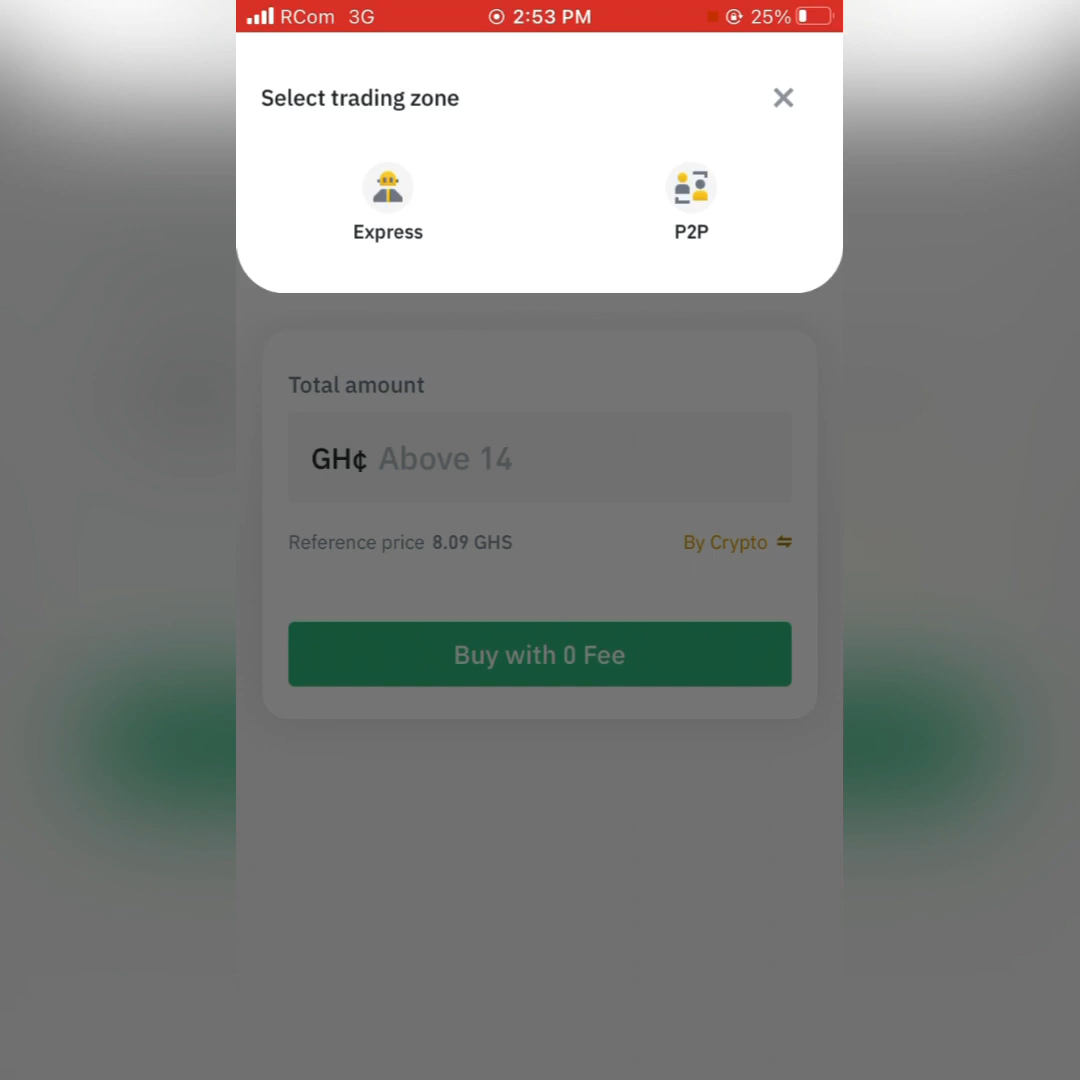 RCom 3G 2:53 PM 25%
Select trading zone
Express P2P
Total amount
GH¢ Above 14
Reference price 8.09 GHS By Crypto
Buy with 0 Fee